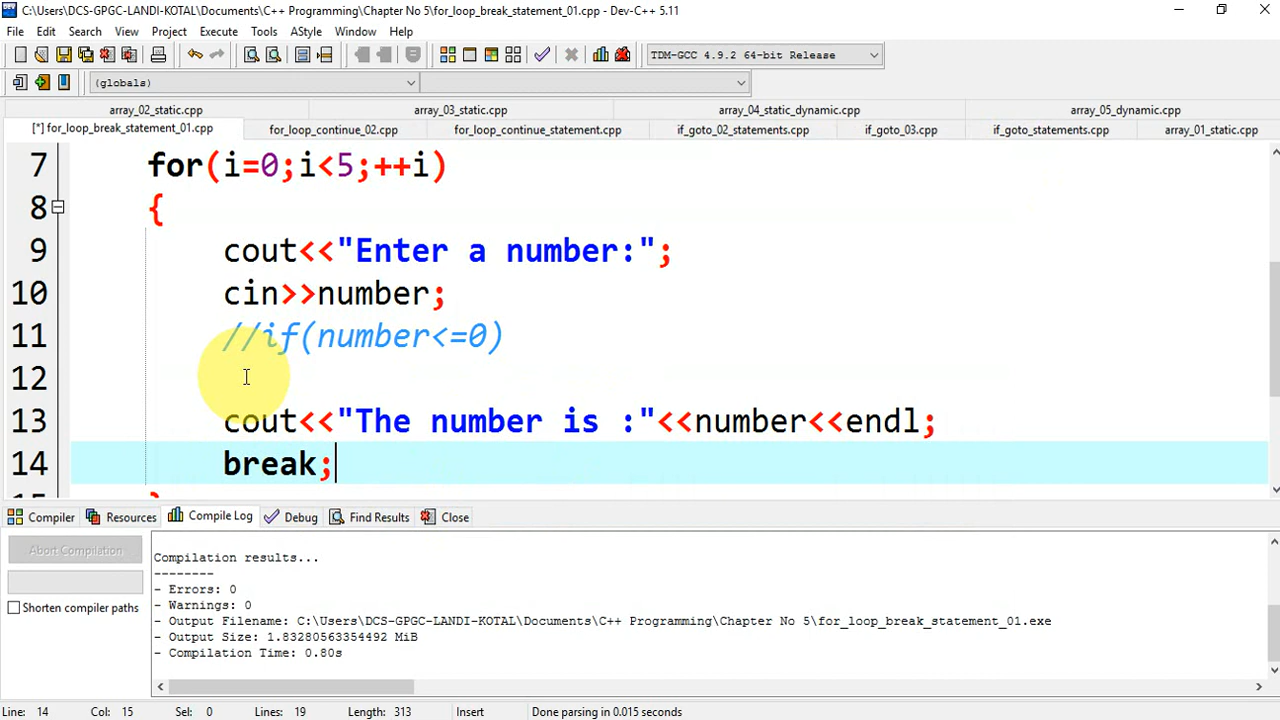 C:\Users\DCS-GPGC-LANDI-KOTAL\Documents\C++ Programming\Chapter No 5\for_loop_break_statement_01.cpp - Dev-C++ 5.11
File Edit Search View Project Execute Tools AStyle Window Help
TDM-GCC 4.9.2 64-bit Release
(globals)
array_02_static.cpp array_03_static.cpp array_04_static_dynamic.cpp array_05_dynamic.cpp
[*] for_loop_break_statement_01.cpp for_loop_continue_02.cpp for_loop_continue_statement.cpp if_goto_02_statements.cpp if_goto_03.cpp if_goto_statements.cpp array_01_static.cpp
7 for(i=0;i<5;++i)
8 {
9 cout<<"Enter a number:";
10 cin>>number;
11 //if(number<=0)
12
13 cout<<"The number is :"<<number<<endl;
14 break;
Compiler Resources Compile Log Debug Find Results Close
Abort Compilation
Shorten compiler paths
Compilation results...
--------
- Errors: 0
- Warnings: 0
- Output Filename: C:\Users\DCS-GPGC-LANDI-KOTAL\Documents\C++ Programming\Chapter No 5\for_loop_break_statement_01.exe
- Output Size: 1.83280563354492 MiB
- Compilation Time: 0.80s
Line: 14 Col: 15 Sel: 0 Lines: 19 Length: 313 Insert Done parsing in 0.015 seconds